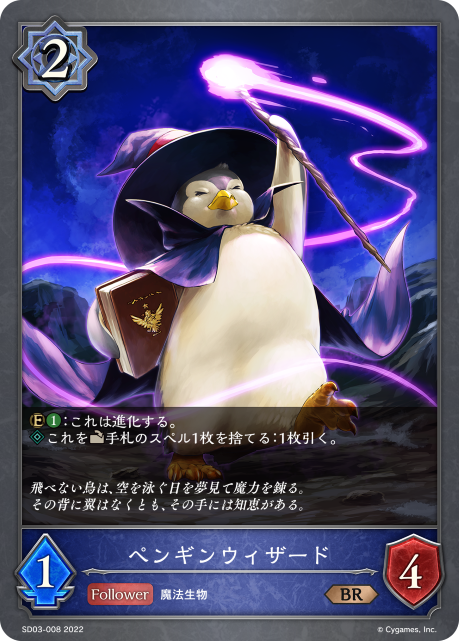 2
E 1:これは進化する。
これを 手札のスペル1枚を捨てる:1枚引く。
飛べない鳥は、空を泳ぐ日を夢見て魔力を錬る。
その背に翼はなくとも、その手には知恵がある。
ペンギンウィザード
1
Follower 魔法生物
BR
4
SD03-008 2022
© Cygames, Inc.